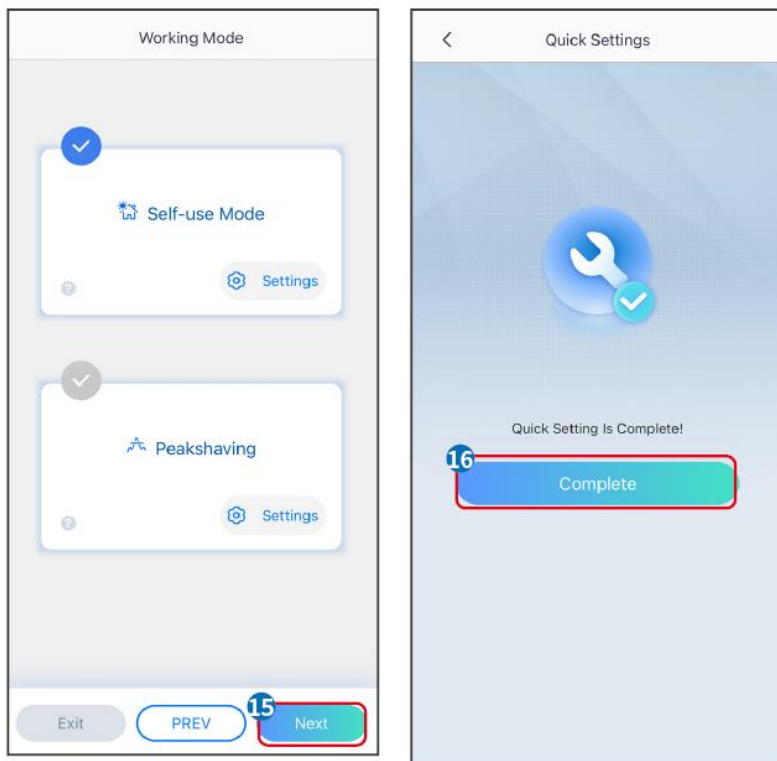 Working Mode
Self-use Mode
Settings
Peakshaving
Settings
Exit
PREV
15
Next
Quick Settings
Quick Setting Is Complete!
16
Complete